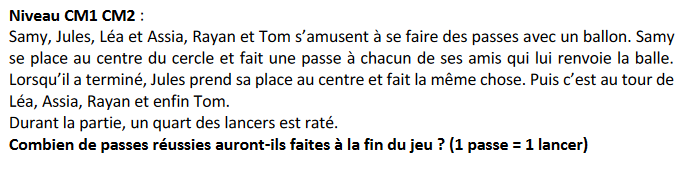 Niveau CM1 CM2 :
Samy, Jules, Léa et Assia, Rayan et Tom s’amusent à se faire des passes avec un ballon. Samy
se place au centre du cercle et fait une passe à chacun de ses amis qui lui renvoie la balle.
Lorsqu’il a terminé, Jules prend sa place au centre et fait la même chose. Puis c’est au tour de
Léa, Assia, Rayan et enfin Tom.
Durant la partie, un quart des lancers est raté.
Combien de passes réussies auront-ils faites à la fin du jeu ? (1 passe = 1 lancer)